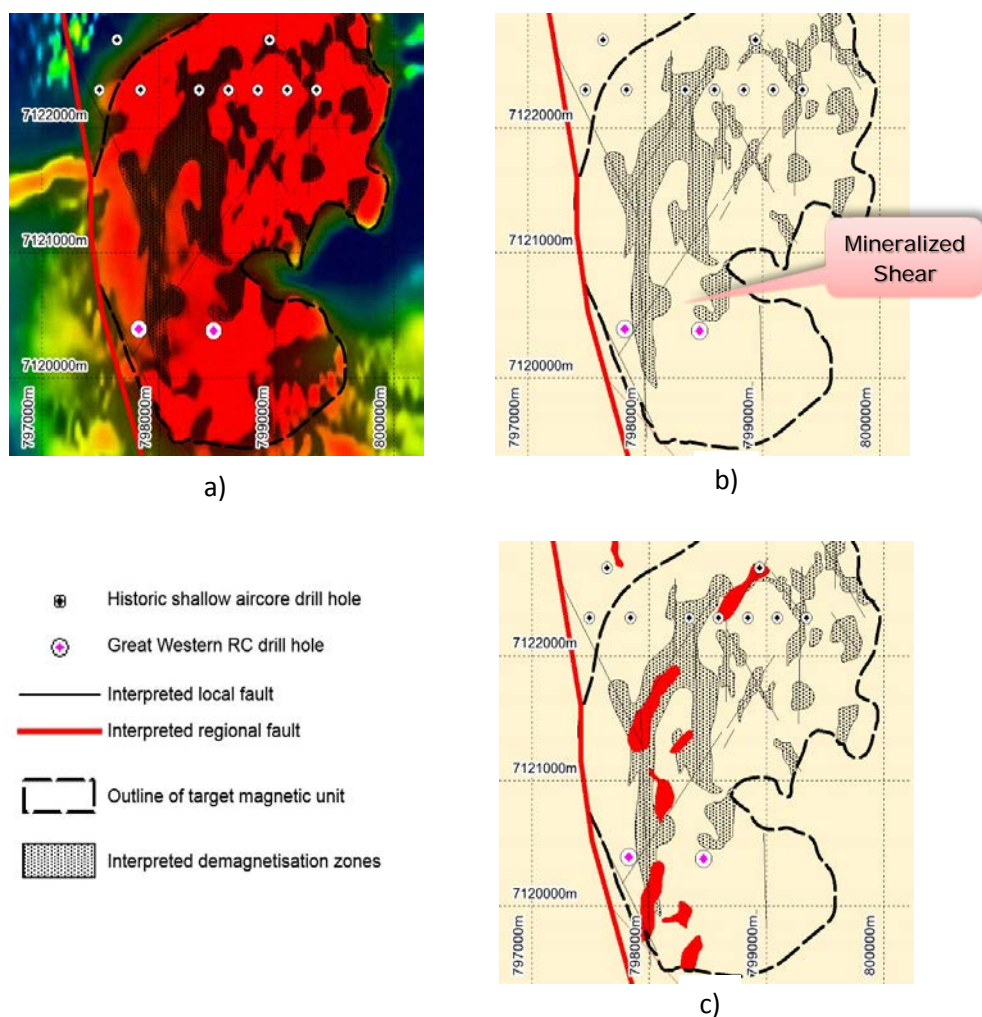 7122000m
7121000m
7120000m
797000m
798000m
799000m
800000m
a)
7122000m
7121000m
7120000m
797000m
798000m
799000m
800000m
Mineralized
Shear
b)
Historic shallow aircore drill hole
Great Western RC drill hole
Interpreted local fault
Interpreted regional fault
Outline of target magnetic unit
Interpreted demagnetisation zones
7122000m
7121000m
7120000m
797000m
798000m
799000m
800000m
c)